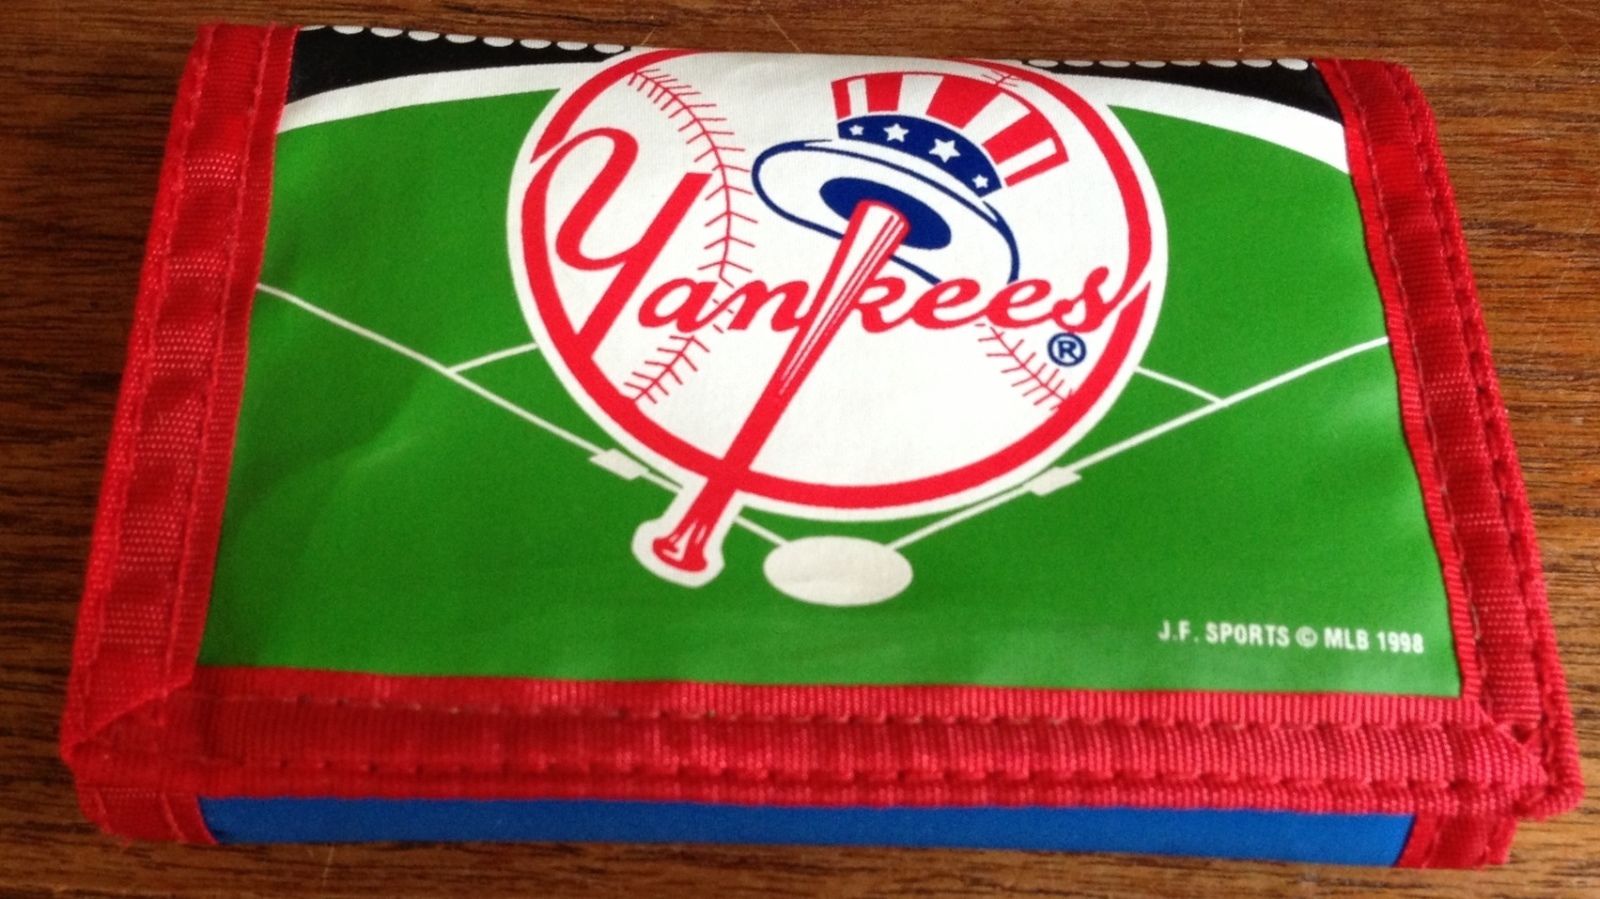 Yankees
®
J.F. SPORTS © MLB 1998